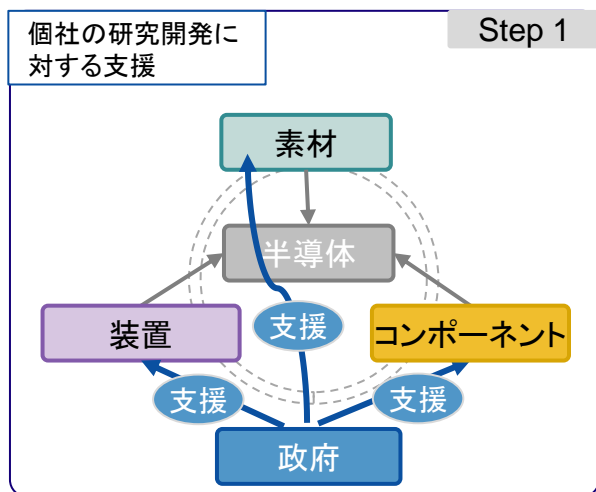 個社の研究開発に
対する支援
Step 1
素材
半導体
装置
支援
コンポーネント
支援
支援
政府